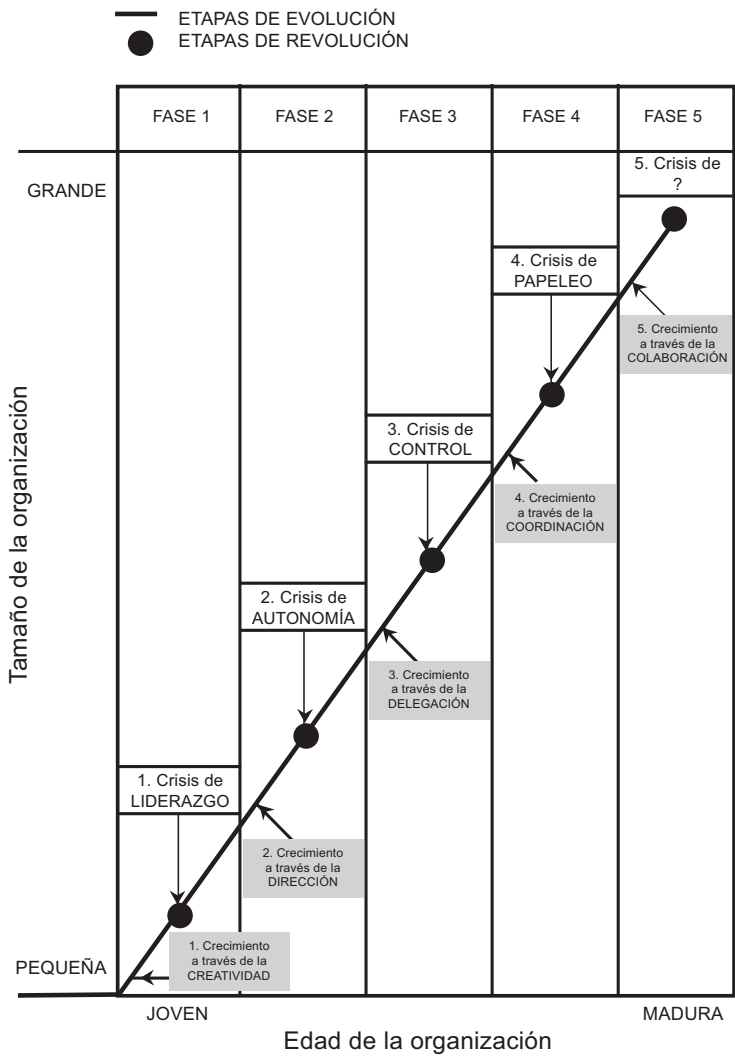 ETAPAS DE EVOLUCIÓN
ETAPAS DE REVOLUCIÓN
FASE 1
FASE 2
FASE 3
FASE 4
FASE 5
GRANDE
5. Crisis de
?
4. Crisis de
PAPELEO
5. Crecimiento
a través de la
COLABORACIÓN
3. Crisis de
CONTROL
4. Crecimiento
a través de la
COORDINACIÓN
Tamaño de la organización
2. Crisis de
AUTONOMÍA
3. Crecimiento
a través de la
DELEGACIÓN
1. Crisis de
LIDERAZGO
2. Crecimiento
a través de la
DIRECCIÓN
1. Crecimiento
a través de la
CREATIVIDAD
PEQUEÑA
JOVEN
MADURA
Edad de la organización